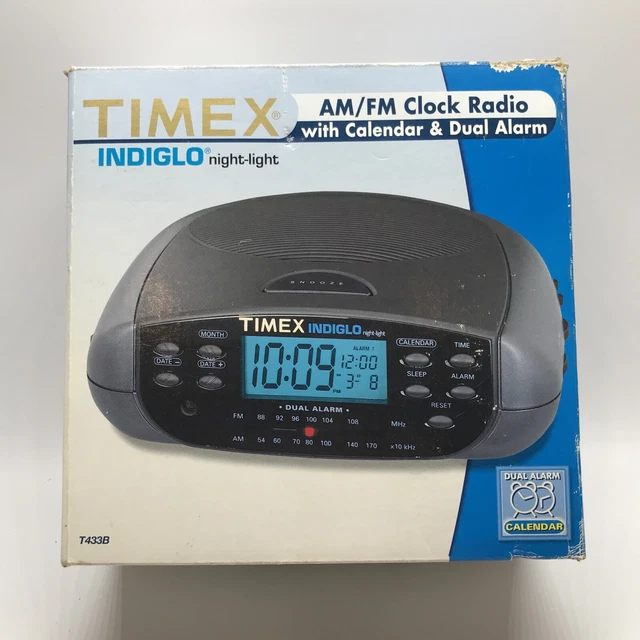 TIMEX®
AM/FM Clock Radio
with Calendar & Dual Alarm
INDIGLO® night-light
SNOOZE
TIMEX INDIGLO night-light
MONTH
DATE – DATE +
10:09 PM
ALARM 1
12:00
3- 8
CALENDAR TIME
SLEEP ALARM
RESET
• DUAL ALARM •
FM 88 92 96 100 104 108 MHz
AM 54 60 70 80 100 140 170 x10 kHz
DUAL ALARM
CALENDAR
T433B